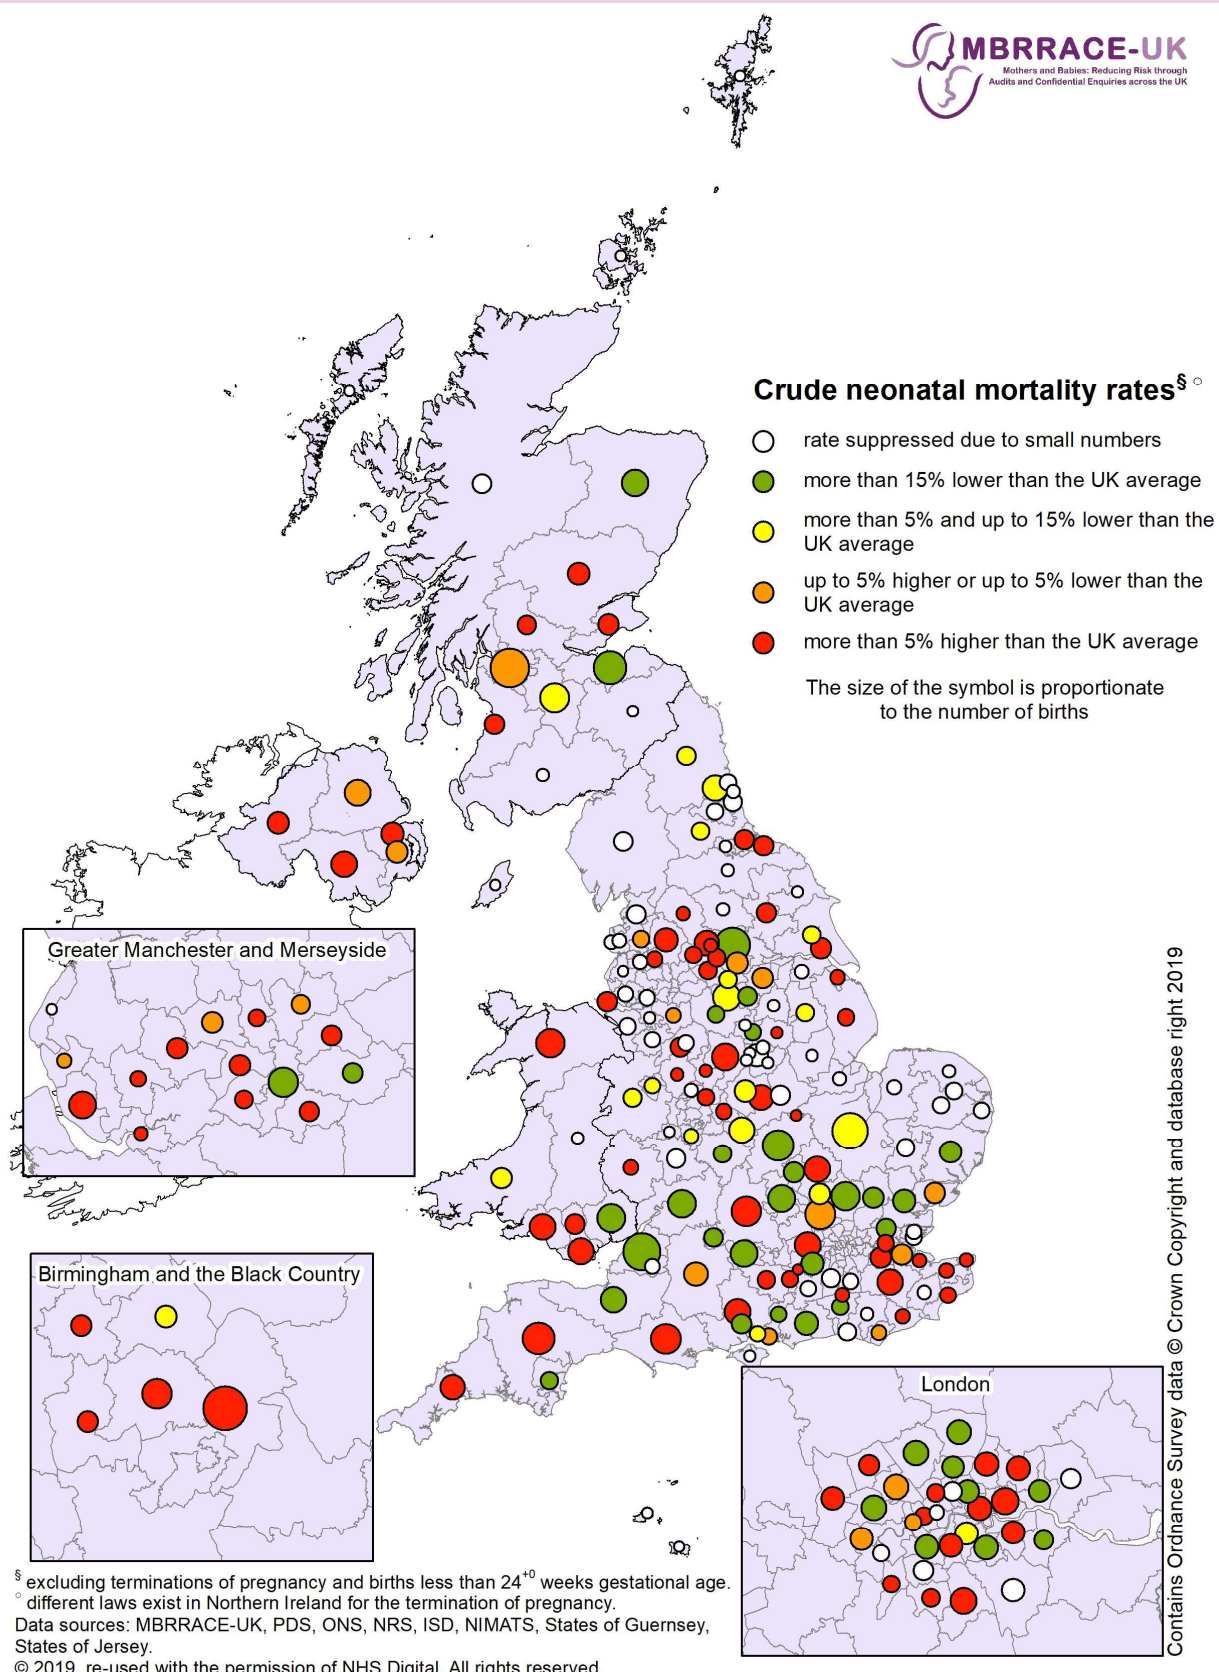 MBRRACE-UK
Mothers and Babies: Reducing Risk through
Audits and Confidential Enquiries across the UK
Crude neonatal mortality rates§ ○
rate suppressed due to small numbers
more than 15% lower than the UK average
more than 5% and up to 15% lower than the
UK average
up to 5% higher or up to 5% lower than the
UK average
more than 5% higher than the UK average
The size of the symbol is proportionate
to the number of births
Greater Manchester and Merseyside
Birmingham and the Black Country
London
Contains Ordnance Survey data © Crown Copyright and database right 2019
§ excluding terminations of pregnancy and births less than 24+0 weeks gestational age.
○ different laws exist in Northern Ireland for the termination of pregnancy.
Data sources: MBRRACE-UK, PDS, ONS, NRS, ISD, NIMATS, States of Guernsey,
States of Jersey.
© 2019, re-used with the permission of NHS Digital. All rights reserved.